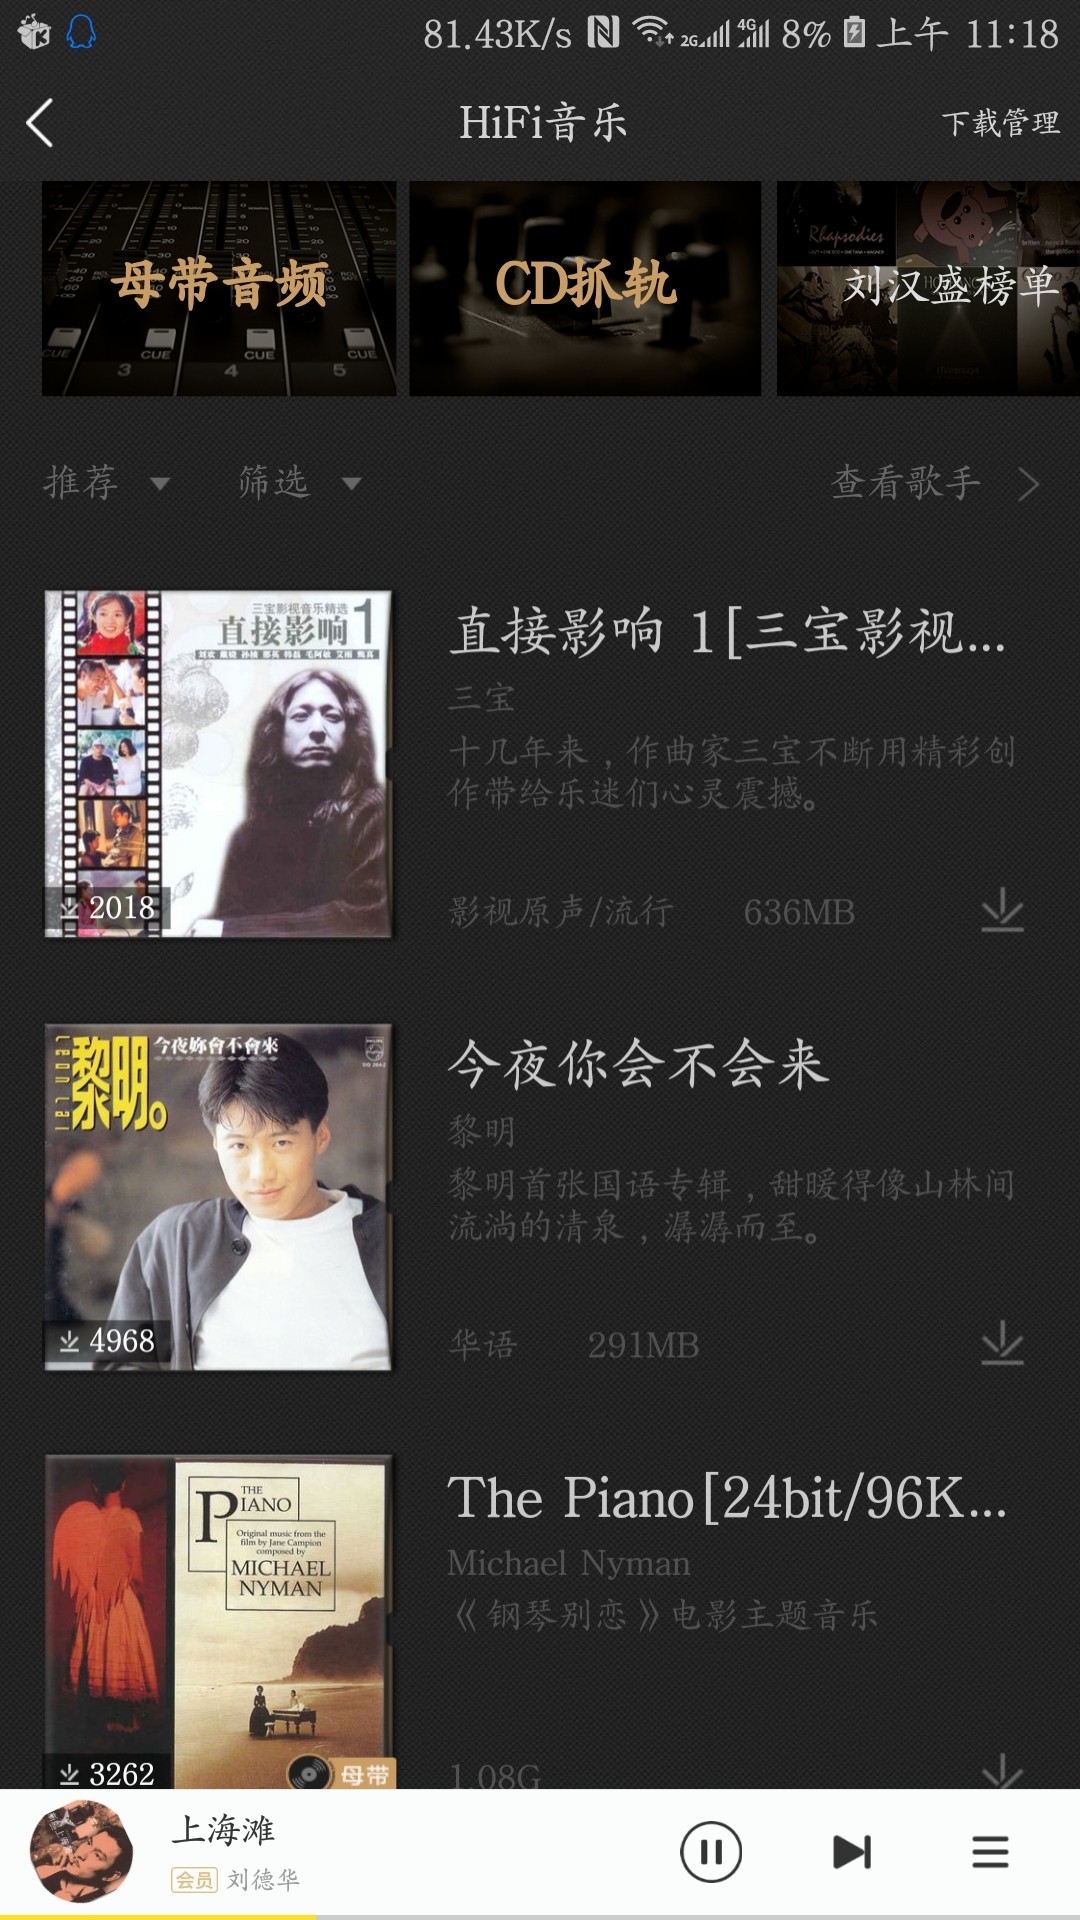 81.43K/s 2G 4G 8% 上午 11:18
HiFi音乐
下载管理
母带音频
CUE CUE CUE CUE
3 4 5
CD抓轨
Rhapsodies
刘汉盛榜单
推荐 筛选 查看歌手
三宝影视音乐精选
直接影响1
直接影响 1[三宝影视...
三宝
十几年来，作曲家三宝不断用精彩创
作带给乐迷们心灵震撼。
2018
影视原声/流行 636MB
黎明。
今夜妳會不會來
今夜你会不会来
黎明
黎明首张国语专辑，甜暖得像山林间
流淌的清泉，潺潺而至。
4968
华语 291MB
THE
PIANO
Original music from the
film by Jane Campion
composed by
MICHAEL
NYMAN
The Piano[24bit/96K...
Michael Nyman
《钢琴别恋》电影主题音乐
3262
母带
1.08G
上海滩
会员 刘德华